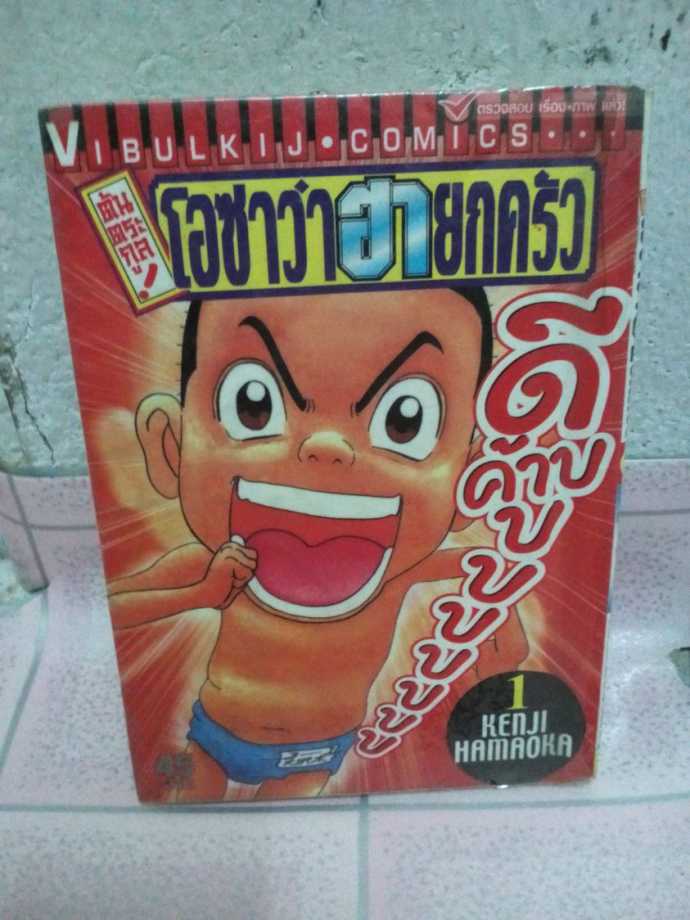 ตรวจสอบ เรื่อง•ภาพ แล้ว!
VIBULKIJ•COMICS•••
ต้น
ตระ
กูล!
โอซาว่าฮายกครัว
ดี
ค้าบ
บ
บ
บ
บ
บ
บ
บ
1
KENJI
HAMAOKA
45